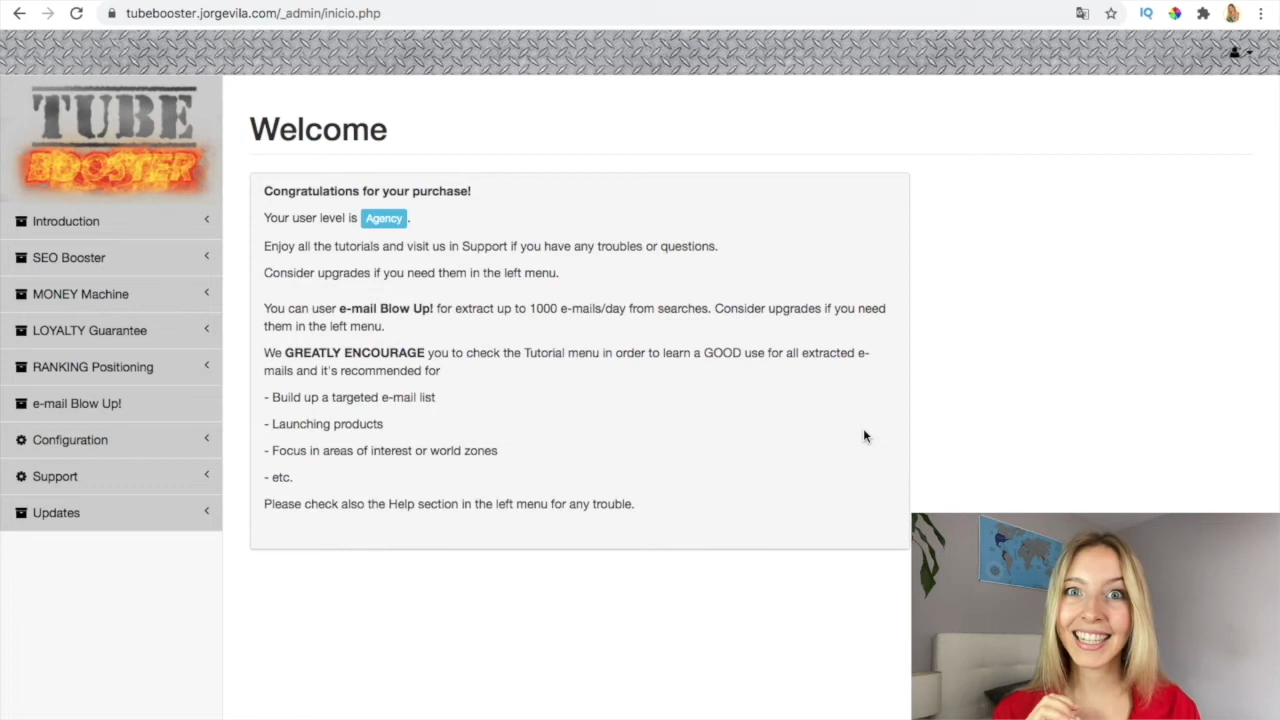 tubebooster.jorgevila.com/_admin/inicio.php
IQ
TUBE
BOOSTER
Introduction
SEO Booster
MONEY Machine
LOYALTY Guarantee
RANKING Positioning
e-mail Blow Up!
Configuration
Support
Updates
Welcome
Congratulations for your purchase!
Your user level is Agency.
Enjoy all the tutorials and visit us in Support if you have any troubles or questions.
Consider upgrades if you need them in the left menu.
You can user e-mail Blow Up! for extract up to 1000 e-mails/day from searches. Consider upgrades if you need
them in the left menu.
We GREATLY ENCOURAGE you to check the Tutorial menu in order to learn a GOOD use for all extracted e-
mails and it's recommended for
- Build up a targeted e-mail list
- Launching products
- Focus in areas of interest or world zones
- etc.
Please check also the Help section in the left menu for any trouble.